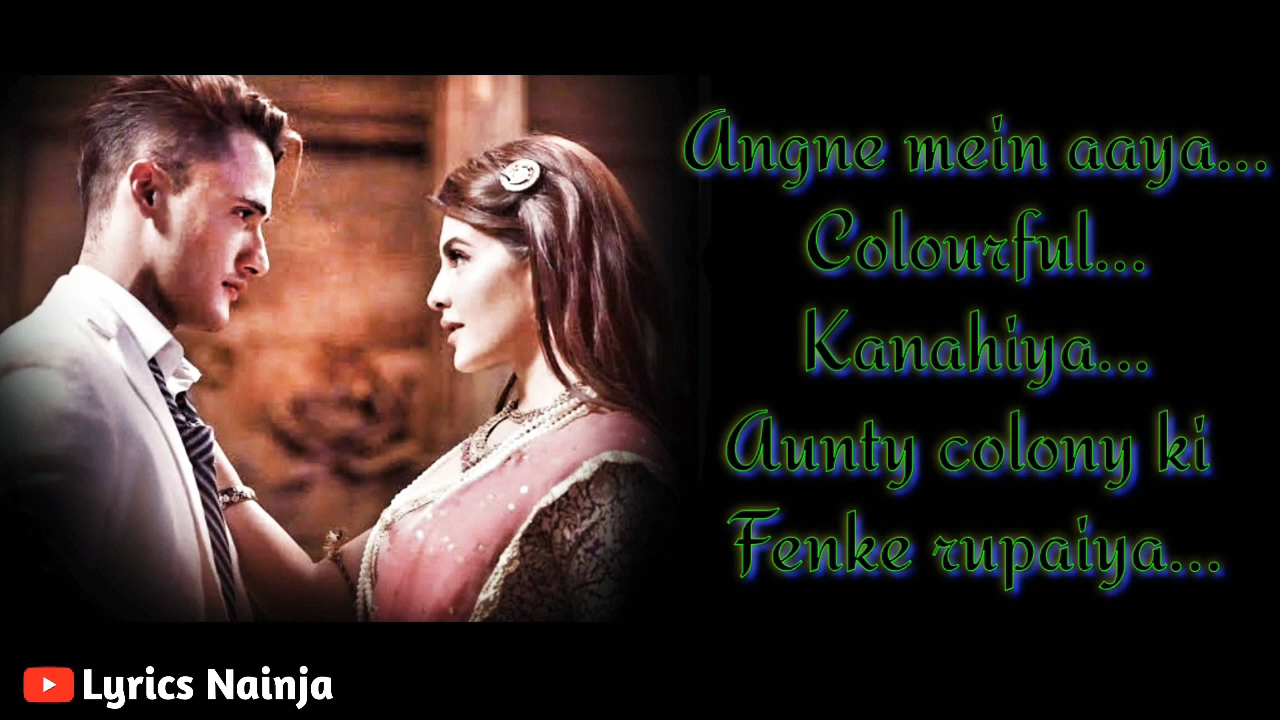 Angne mein aaya...
Colourful...
Kanahiya...
Aunty colony ki
Fenke rupaiya...
Lyrics Nainja